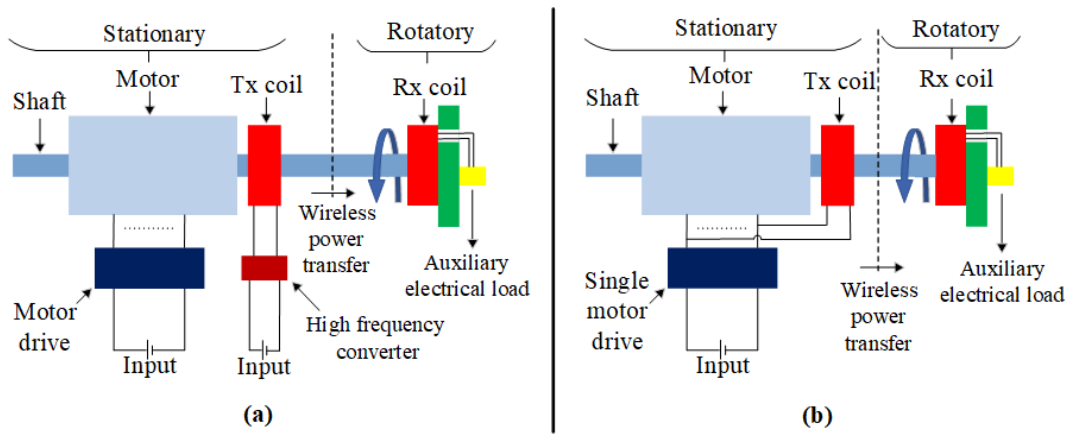 Stationary
Rotatory
Motor
Tx coil
Rx coil
Shaft
Wireless
power
transfer
Motor
drive
Auxiliary
electrical load
High frequency
converter
Input
Input
(a)
Stationary
Rotatory
Motor
Tx coil
Rx coil
Shaft
Single
motor
drive
Wireless
power
transfer
Auxiliary
electrical load
Input
(b)